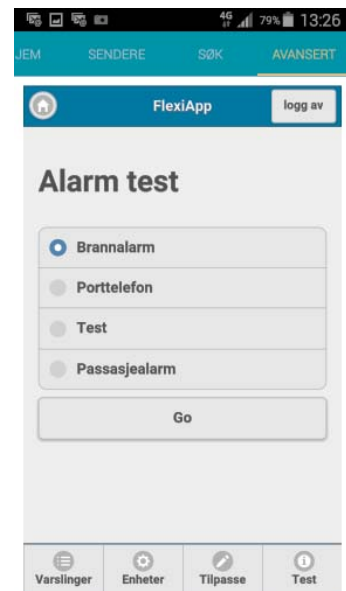 4G 79% 13:26
JEM SENDERE SØK AVANSERT
FlexiApp logg av
Alarm test
Brannalarm
Porttelefon
Test
Passasjealarm
Go
Varslinger Enheter Tilpasse Test